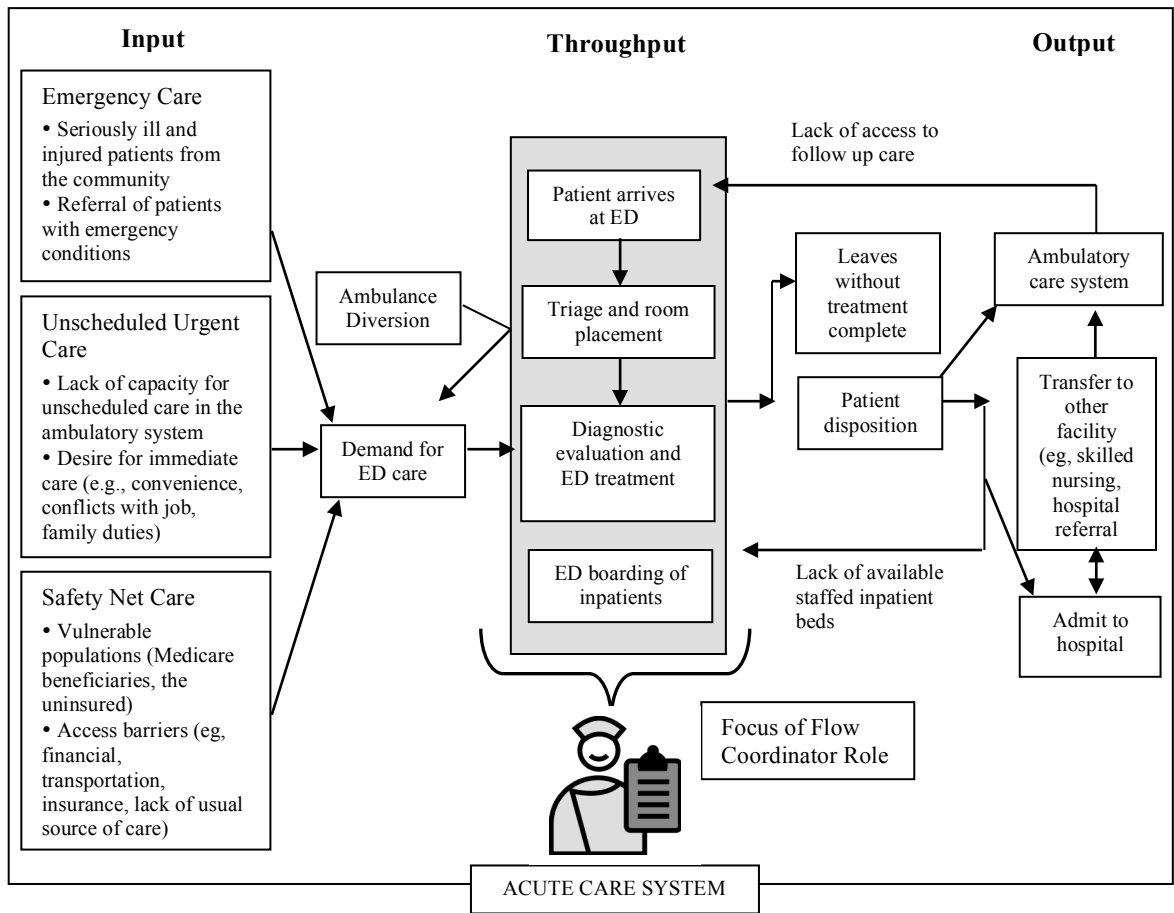 Input
Throughput
Output
Emergency Care
• Seriously ill and
injured patients from
the community
• Referral of patients
with emergency
conditions
Unscheduled Urgent
Care
• Lack of capacity for
unscheduled care in the
ambulatory system
• Desire for immediate
care (e.g., convenience,
conflicts with job,
family duties)
Safety Net Care
• Vulnerable
populations (Medicare
beneficiaries, the
uninsured)
• Access barriers (eg,
financial,
transportation,
insurance, lack of usual
source of care)
Ambulance
Diversion
Demand for
ED care
Patient arrives
at ED
Triage and room
placement
Diagnostic
evaluation and
ED treatment
ED boarding of
inpatients
Lack of access to
follow up care
Leaves
without
treatment
complete
Patient
disposition
Lack of available
staffed inpatient
beds
Ambulatory
care system
Transfer to
other
facility
(eg, skilled
nursing,
hospital
referral
Admit to
hospital
Focus of Flow
Coordinator Role
ACUTE CARE SYSTEM